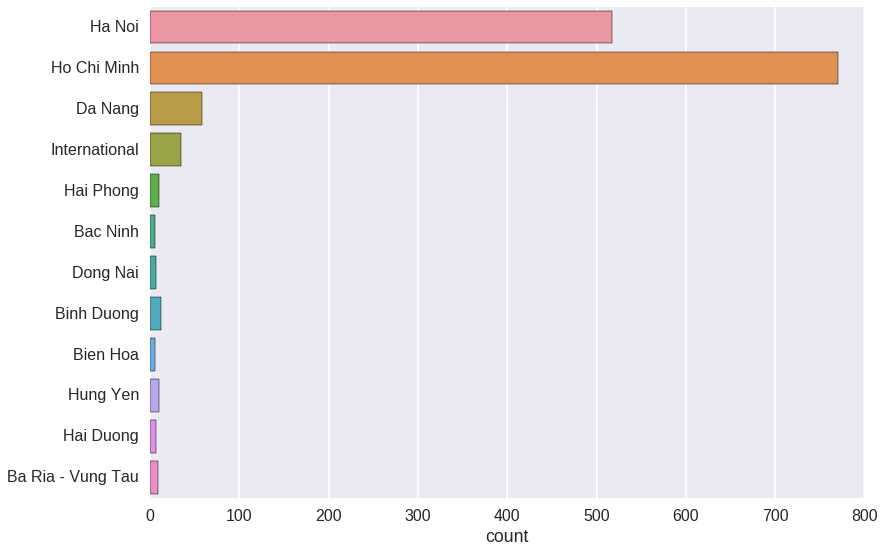 Ha Noi
Ho Chi Minh
Da Nang
International
Hai Phong
Bac Ninh
Dong Nai
Binh Duong
Bien Hoa
Hung Yen
Hai Duong
Ba Ria - Vung Tau
0 100 200 300 400 500 600 700 800
count